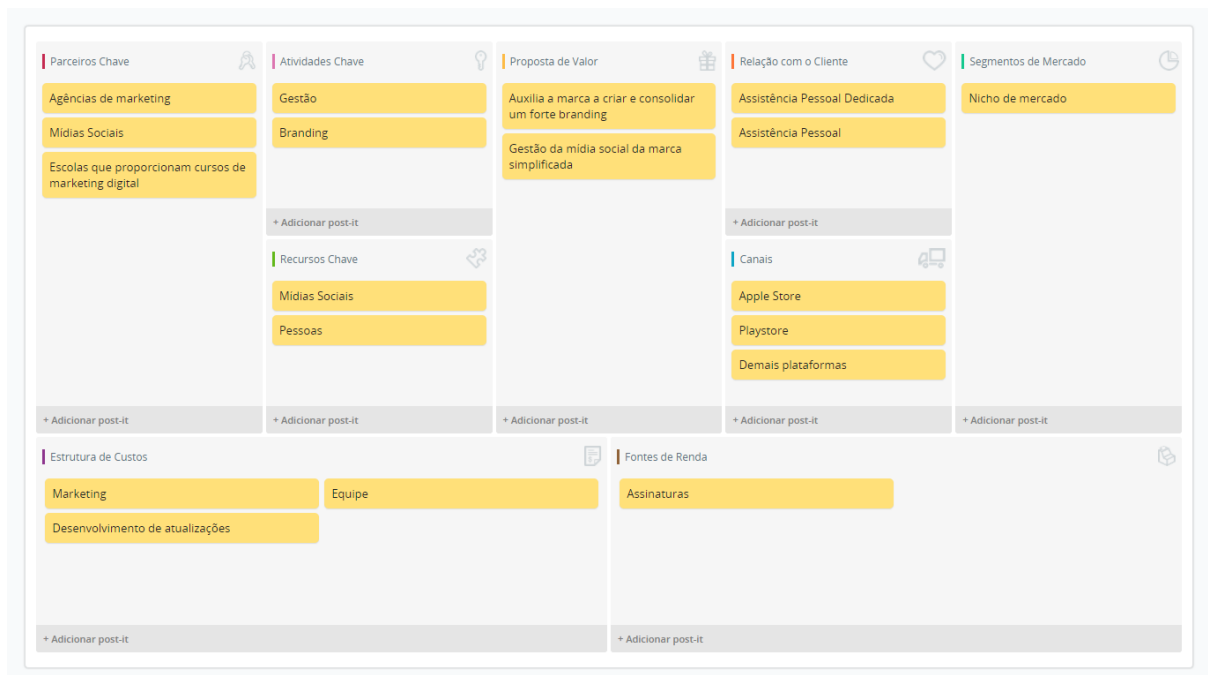 Parceiros Chave
Agências de marketing
Mídias Sociais
Escolas que proporcionam cursos de
marketing digital
+ Adicionar post-it
Atividades Chave
Gestão
Branding
+ Adicionar post-it
Recursos Chave
Mídias Sociais
Pessoas
+ Adicionar post-it
Proposta de Valor
Auxilia a marca a criar e consolidar
um forte branding
Gestão da mídia social da marca
simplificada
+ Adicionar post-it
Relação com o Cliente
Assistência Pessoal Dedicada
Assistência Pessoal
+ Adicionar post-it
Canais
Apple Store
Playstore
Demais plataformas
+ Adicionar post-it
Segmentos de Mercado
Nicho de mercado
+ Adicionar post-it
Estrutura de Custos
Marketing
Equipe
Desenvolvimento de atualizações
+ Adicionar post-it
Fontes de Renda
Assinaturas
+ Adicionar post-it